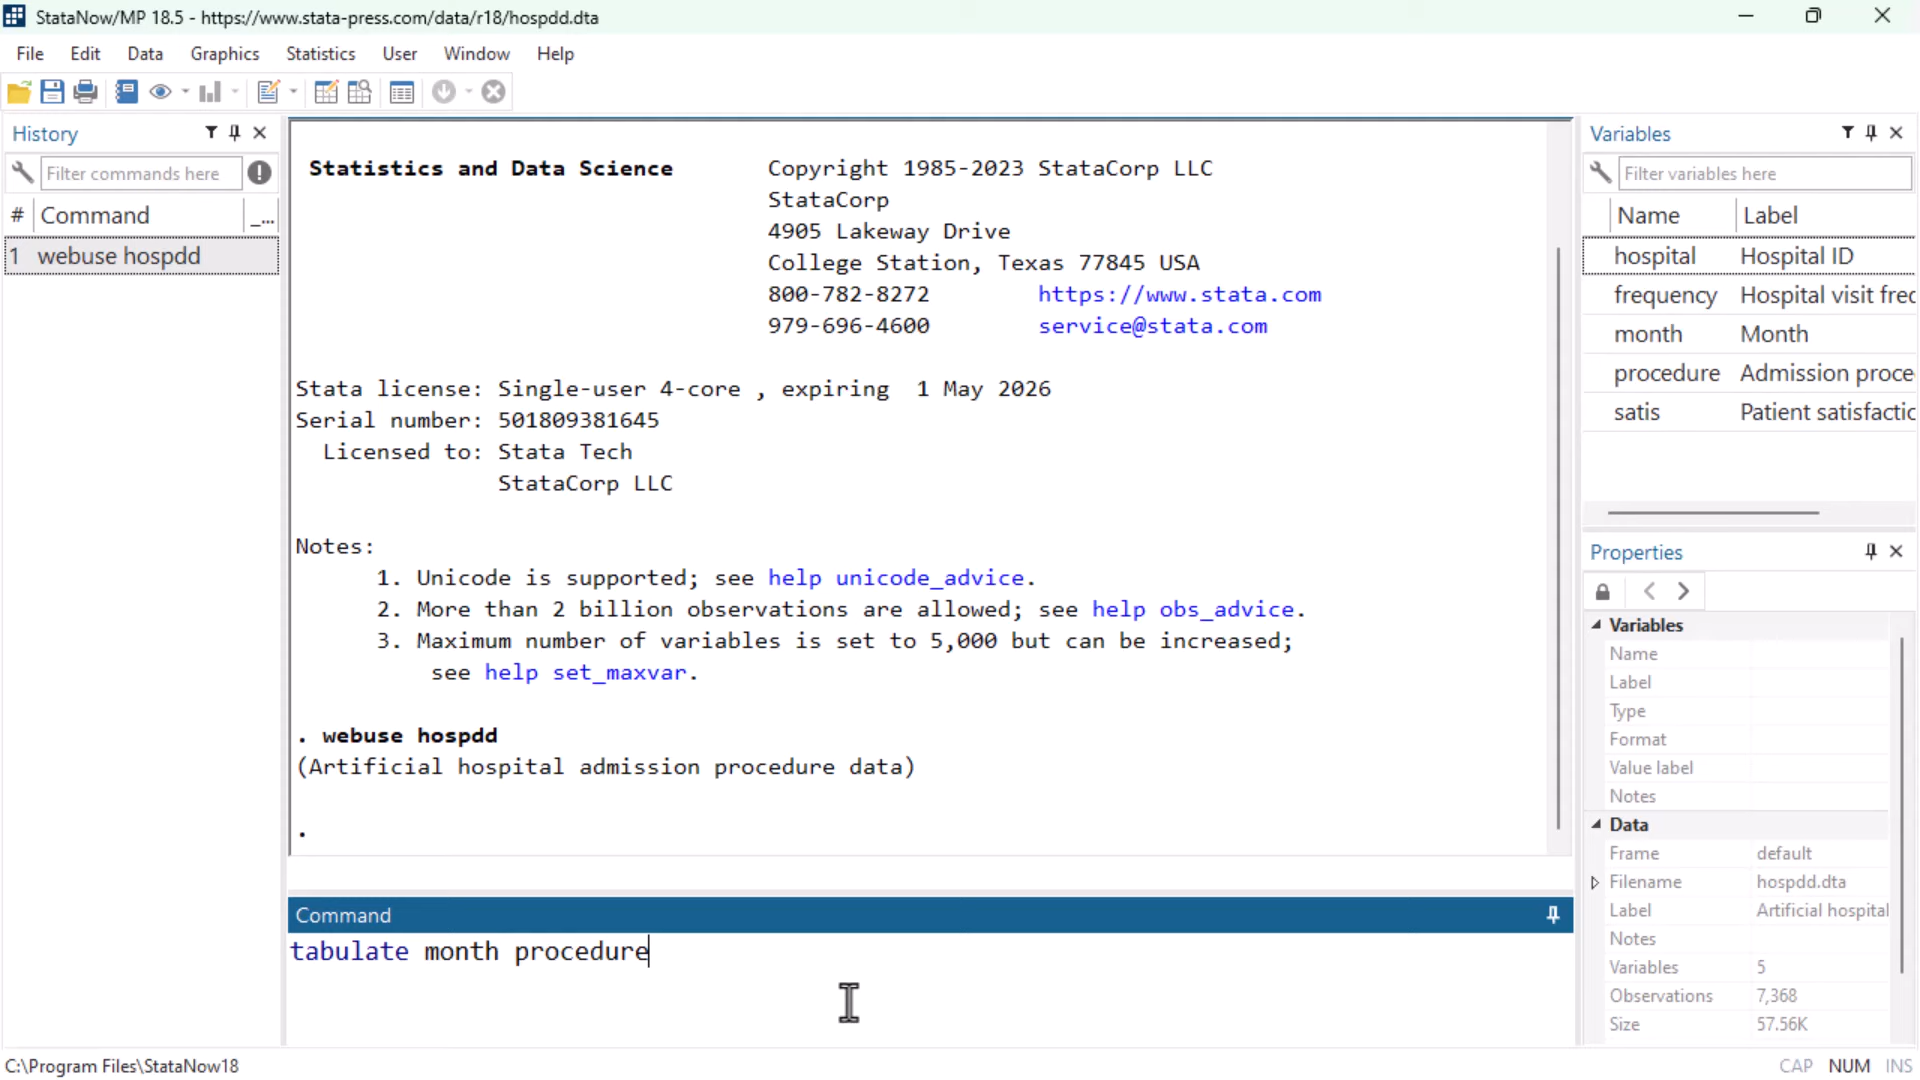 StataNow/MP 18.5 - https://www.stata-press.com/data/r18/hospdd.dta
File Edit Data Graphics Statistics User Window Help
History
Filter commands here
# Command _...
1 webuse hospdd
Statistics and Data Science Copyright 1985-2023 StataCorp LLC
StataCorp
4905 Lakeway Drive
College Station, Texas 77845 USA
800-782-8272 https://www.stata.com
979-696-4600 service@stata.com
Stata license: Single-user 4-core , expiring 1 May 2026
Serial number: 501809381645
Licensed to: Stata Tech
StataCorp LLC
Notes:
1. Unicode is supported; see help unicode_advice.
2. More than 2 billion observations are allowed; see help obs_advice.
3. Maximum number of variables is set to 5,000 but can be increased;
see help set_maxvar.
. webuse hospdd
(Artificial hospital admission procedure data)
.
Command
tabulate month procedure
Variables
Filter variables here
Name Label
hospital Hospital ID
frequency Hospital visit frec
month Month
procedure Admission proce
satis Patient satisfactic
Properties
Variables
Name
Label
Type
Format
Value label
Notes
Data
Frame default
Filename hospdd.dta
Label Artificial hospital
Notes
Variables 5
Observations 7,368
Size 57.56K
C:\Program Files\StataNow18
CAP NUM INS